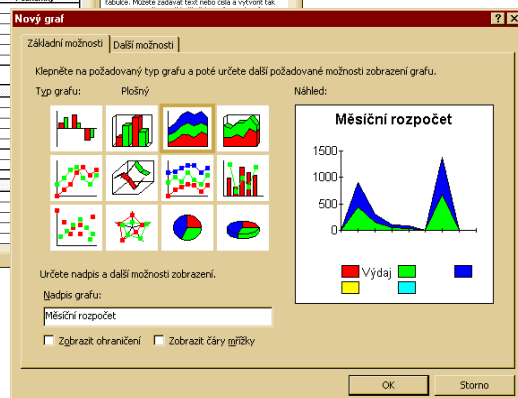 tabulce. Můžete zadávat text nebo čísla a vytvořit tak
Nový graf
Základní možnosti
Další možnosti
Klepněte na požadovaný typ grafu a poté určete další požadované možnosti zobrazení grafu.
Typ grafu: Plošný
Náhled:
Měsíční rozpočet
1500
1000
500
0
Výdaj
Určete nadpis a další možnosti zobrazení.
Nadpis grafu:
Měsíční rozpočet
Zobrazit ohraničení
Zobrazit čáry mřížky
OK
Storno